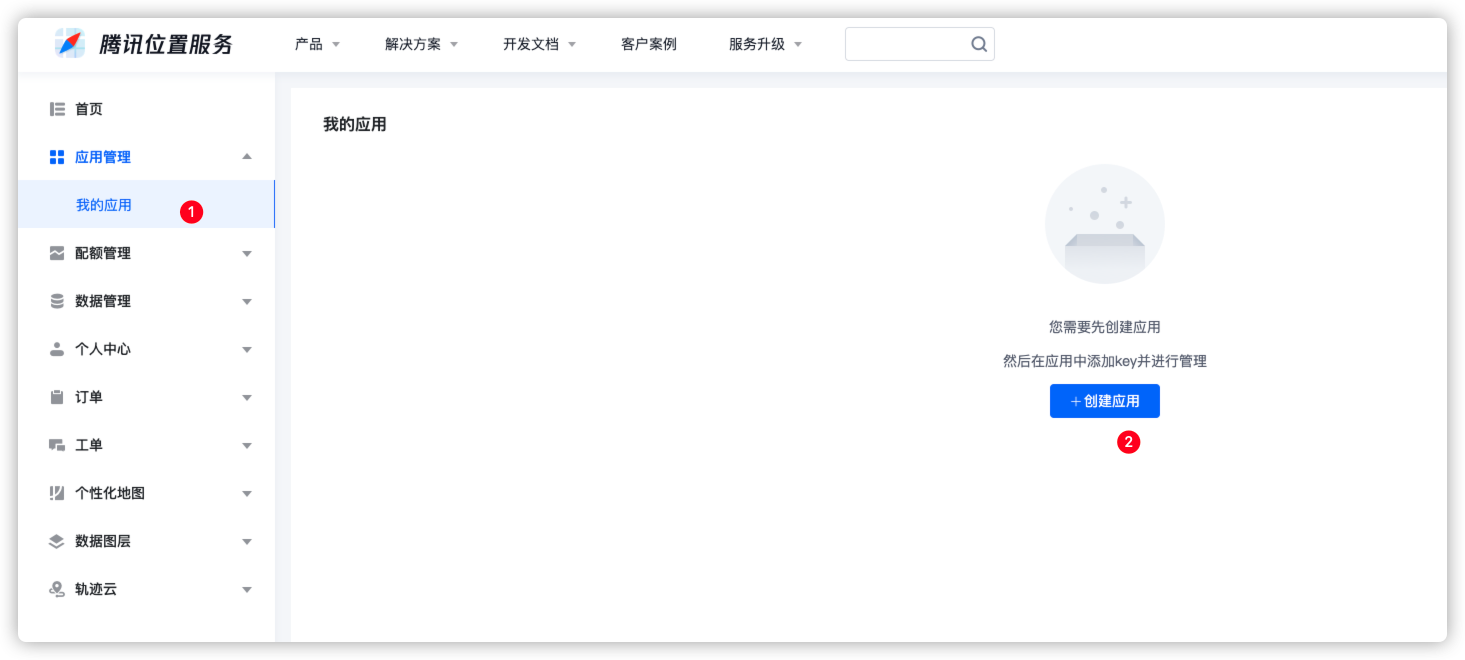 腾讯位置服务 产品 解决方案 开发文档 客户案例 服务升级
首页
应用管理
我的应用 1
配额管理
数据管理
个人中心
订单
工单
个性化地图
数据图层
轨迹云
我的应用
您需要先创建应用
然后在应用中添加key并进行管理
+创建应用
2